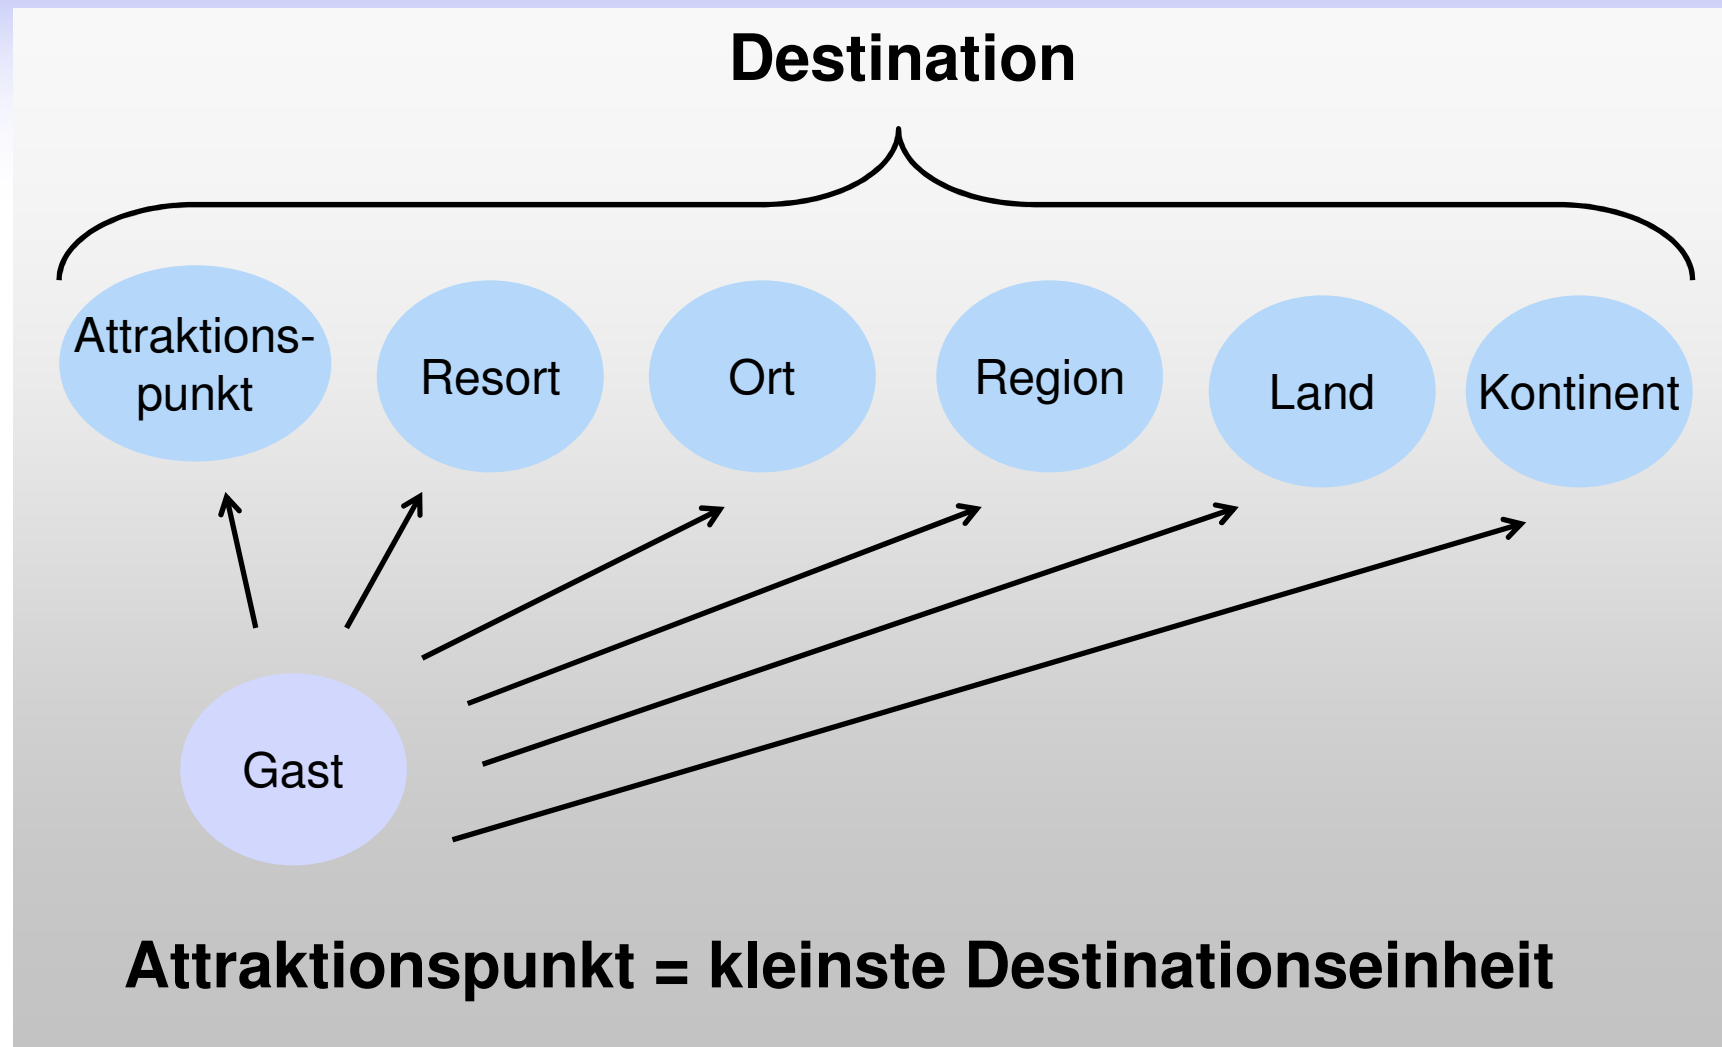 Destination
Attraktions-
punkt
Resort
Ort
Region
Land
Kontinent
Gast
Attraktionspunkt = kleinste Destinationseinheit